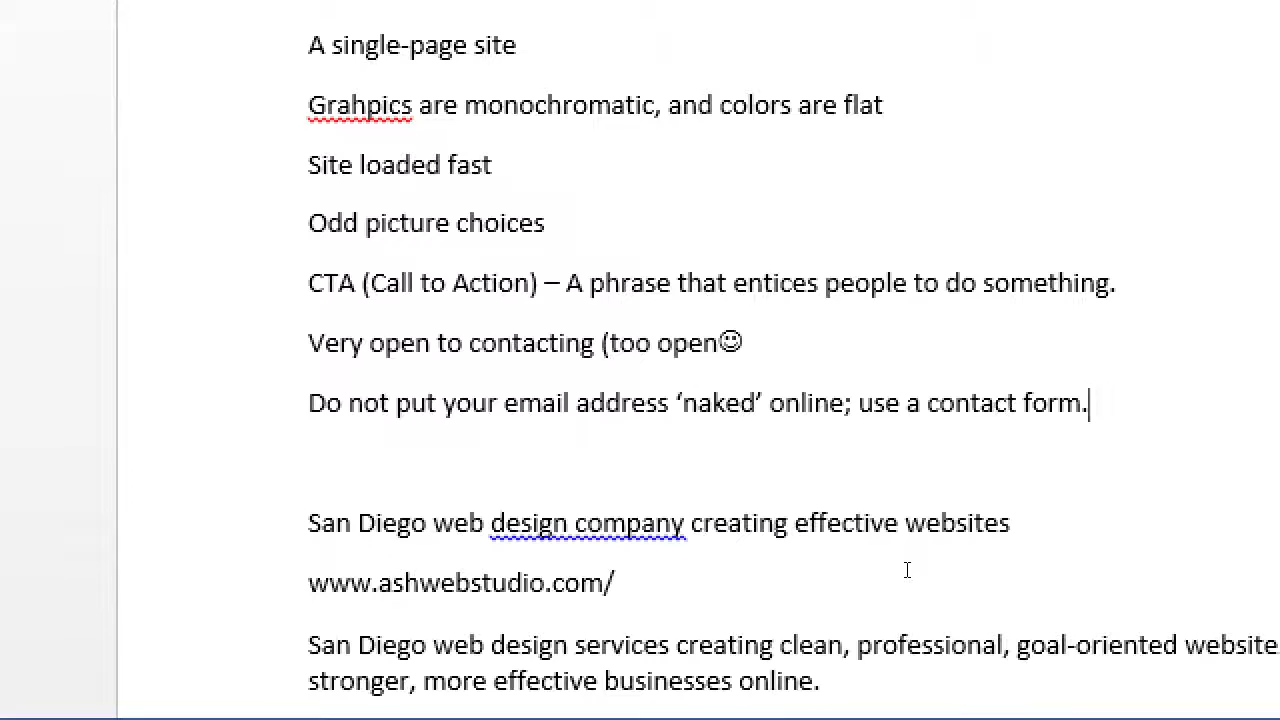 A single-page site
Grahpics are monochromatic, and colors are flat
Site loaded fast
Odd picture choices
CTA (Call to Action) – A phrase that entices people to do something.
Very open to contacting (too open☺
Do not put your email address ‘naked’ online; use a contact form.
San Diego web design company creating effective websites
www.ashwebstudio.com/
San Diego web design services creating clean, professional, goal-oriented website
stronger, more effective businesses online.